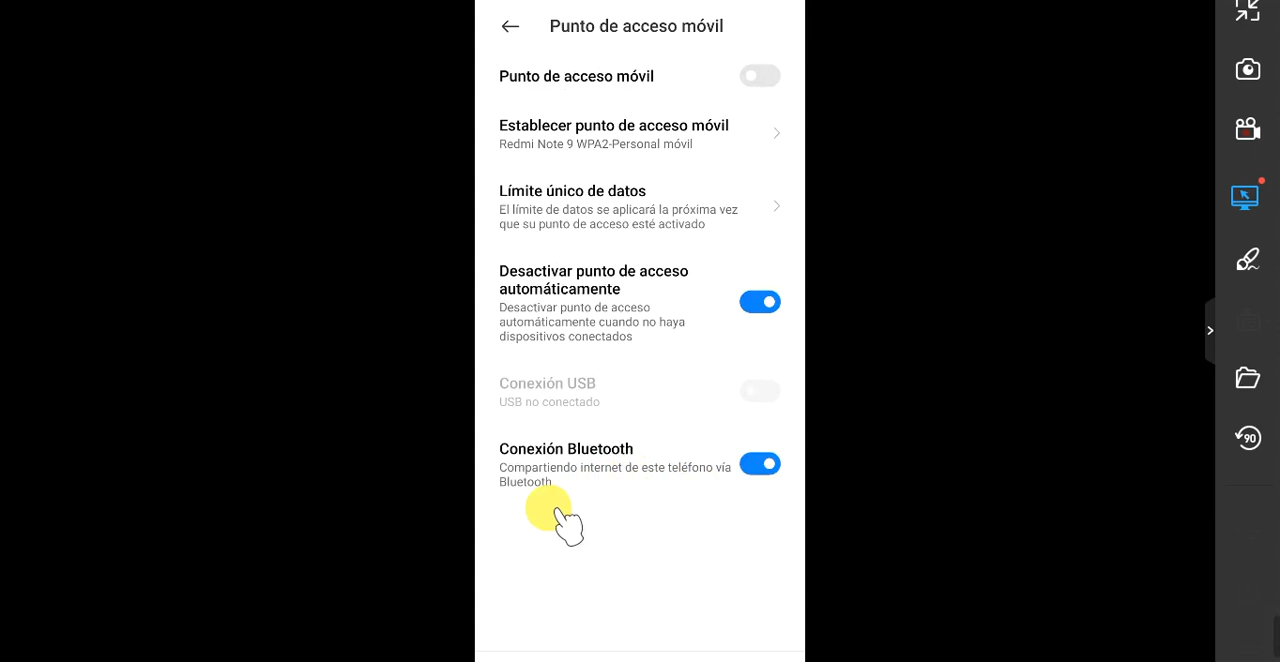 Punto de acceso móvil
Punto de acceso móvil
Establecer punto de acceso móvil
Redmi Note 9 WPA2-Personal móvil
Límite único de datos
El límite de datos se aplicará la próxima vez
que su punto de acceso esté activado
Desactivar punto de acceso
automáticamente
Desactivar punto de acceso
automáticamente cuando no haya
dispositivos conectados
Conexión USB
USB no conectado
Conexión Bluetooth
Compartiendo internet de este teléfono vía
Bluetooth
90